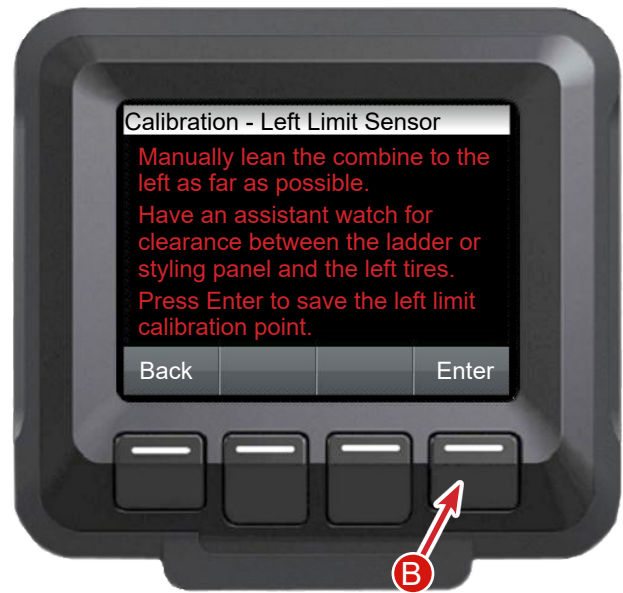 Calibration - Left Limit Sensor
Manually lean the combine to the
left as far as possible.
Have an assistant watch for
clearance between the ladder or
styling panel and the left tires.
Press Enter to save the left limit
calibration point.
Back Enter
B